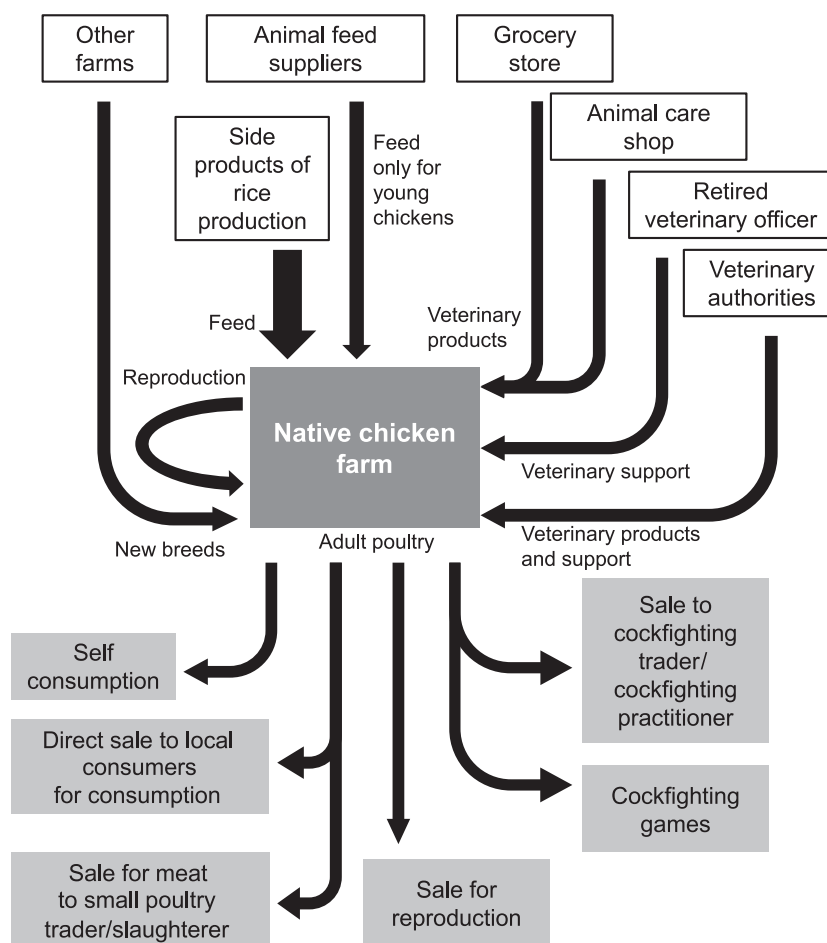 Other
farms
Animal feed
suppliers
Grocery
store
Animal care
shop
Side
products of
rice
production
Feed
only for
young
chickens
Retired
veterinary officer
Veterinary
authorities
Feed
Veterinary
products
Reproduction
Native chicken
farm
Veterinary support
New breeds
Adult poultry
Veterinary products
and support
Self
consumption
Sale to
cockfighting
trader/
cockfighting
practitioner
Direct sale to local
consumers
for consumption
Cockfighting
games
Sale for meat
to small poultry
trader/slaughterer
Sale for
reproduction